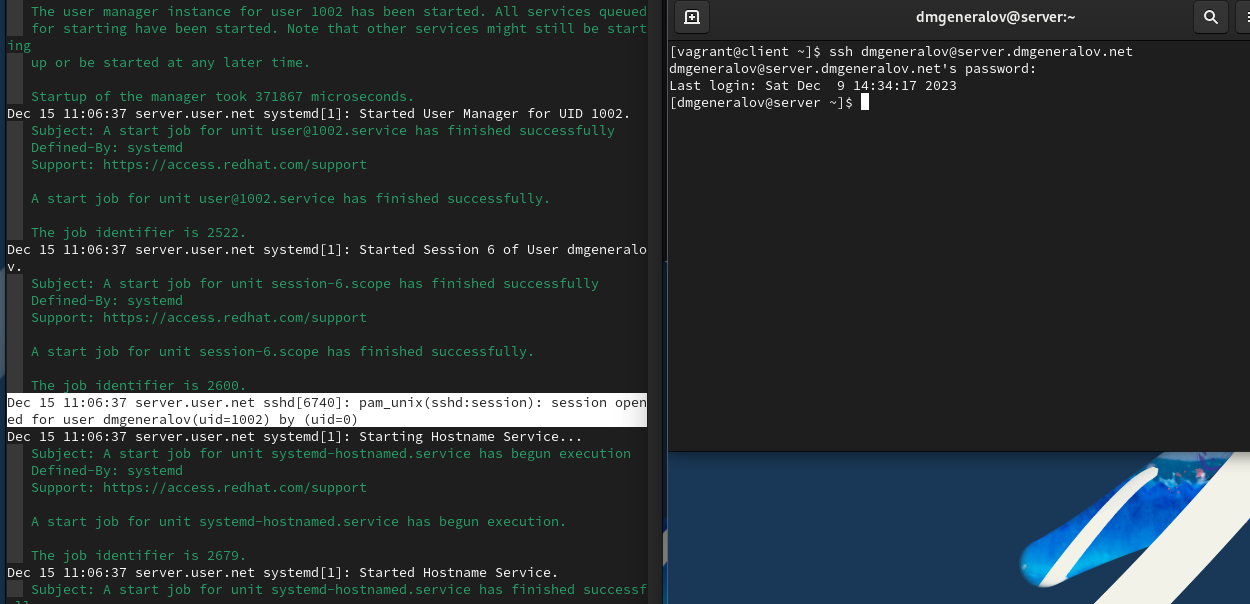 The user manager instance for user 1002 has been started. All services queued
for starting have been started. Note that other services might still be start
ing
up or be started at any later time.
Startup of the manager took 371867 microseconds.
Dec 15 11:06:37 server.user.net systemd[1]: Started User Manager for UID 1002.
Subject: A start job for unit user@1002.service has finished successfully
Defined-By: systemd
Support: https://access.redhat.com/support
A start job for unit user@1002.service has finished successfully.
The job identifier is 2522.
Dec 15 11:06:37 server.user.net systemd[1]: Started Session 6 of User dmgeneralo
v.
Subject: A start job for unit session-6.scope has finished successfully
Defined-By: systemd
Support: https://access.redhat.com/support
A start job for unit session-6.scope has finished successfully.
The job identifier is 2600.
Dec 15 11:06:37 server.user.net sshd[6740]: pam_unix(sshd:session): session open
ed for user dmgeneralov(uid=1002) by (uid=0)
Dec 15 11:06:37 server.user.net systemd[1]: Starting Hostname Service...
Subject: A start job for unit systemd-hostnamed.service has begun execution
Defined-By: systemd
Support: https://access.redhat.com/support
A start job for unit systemd-hostnamed.service has begun execution.
The job identifier is 2679.
Dec 15 11:06:37 server.user.net systemd[1]: Started Hostname Service.
Subject: A start job for unit systemd-hostnamed.service has finished successf
dmgeneralov@server:~
[vagrant@client ~]$ ssh dmgeneralov@server.dmgeneralov.net
dmgeneralov@server.dmgeneralov.net's password:
Last login: Sat Dec  9 14:34:17 2023
[dmgeneralov@server ~]$